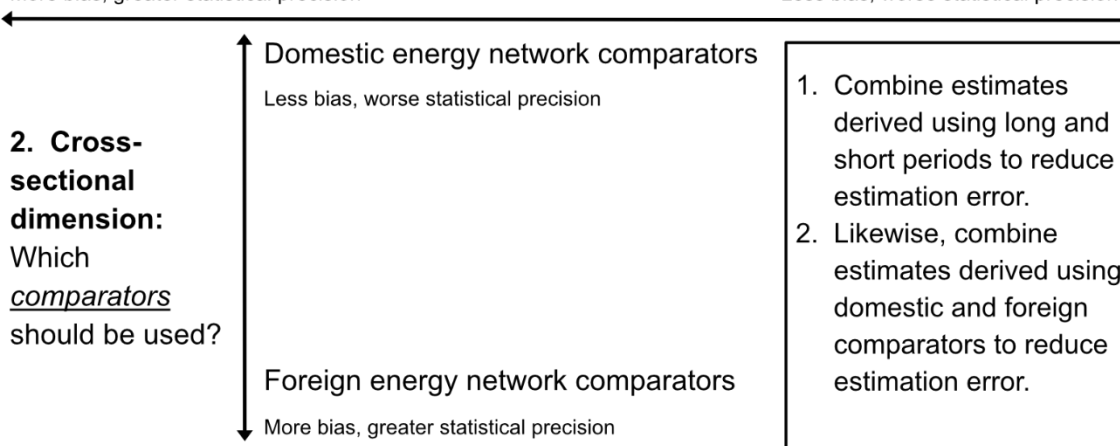 More bias, greater statistical precision
Less bias, worse statistical precision
2. Cross-
sectional
dimension:
Which
comparators
should be used?
Domestic energy network comparators
Less bias, worse statistical precision
Foreign energy network comparators
More bias, greater statistical precision
1. Combine estimates
derived using long and
short periods to reduce
estimation error.
2. Likewise, combine
estimates derived using
domestic and foreign
comparators to reduce
estimation error.